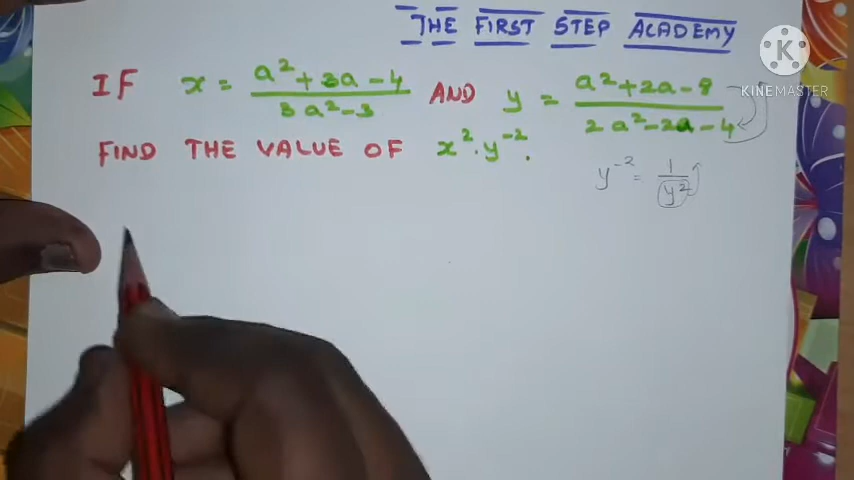 THE FIRST STEP ACADEMY
KINEMASTER
IF x = a²+3a-4 / 3a²-3 AND y = a²+2a-8 / 2a²-2a-4
FIND THE VALUE OF x².y⁻².
y⁻² = 1/y²